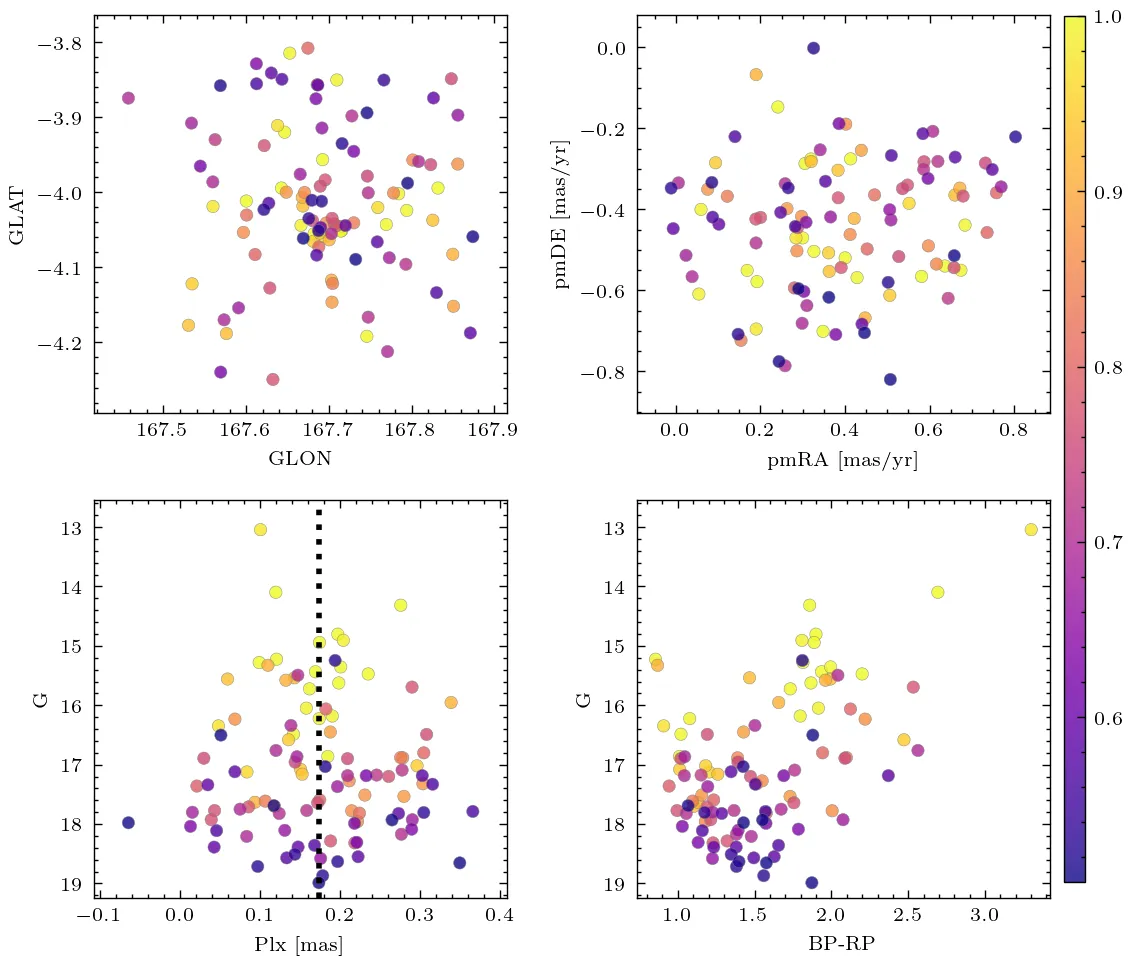 −3.8
−3.9
−4.0
−4.1
−4.2
GLAT
167.5 167.6 167.7 167.8 167.9
GLON
0.0
−0.2
−0.4
−0.6
−0.8
pmDE [mas/yr]
0.0 0.2 0.4 0.6 0.8
pmRA [mas/yr]
1.0
0.9
0.8
0.7
0.6
13
14
15
16
17
18
19
G
−0.1 0.0 0.1 0.2 0.3 0.4
Plx [mas]
13
14
15
16
17
18
19
G
1.0 1.5 2.0 2.5 3.0
BP-RP